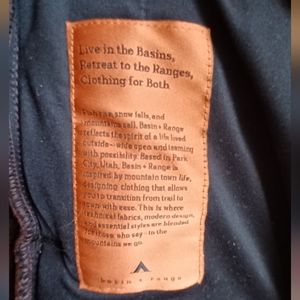 Live in the Basins,
Retreat to the Ranges,
Clothing for Both
snow falls, and
mountains call. Basin + Range
reflects the spirit of a life lived
outside - wide open and teeming
with possibility. Based in Park
City, Utah, Basin + Range is
inspired by mountain town life,
designing clothing that allows
you to transition from trail to
town with ease. This is where
technical fabrics, modern design,
and essential styles are blended
for those who say - to the
mountains we go.
basin + range